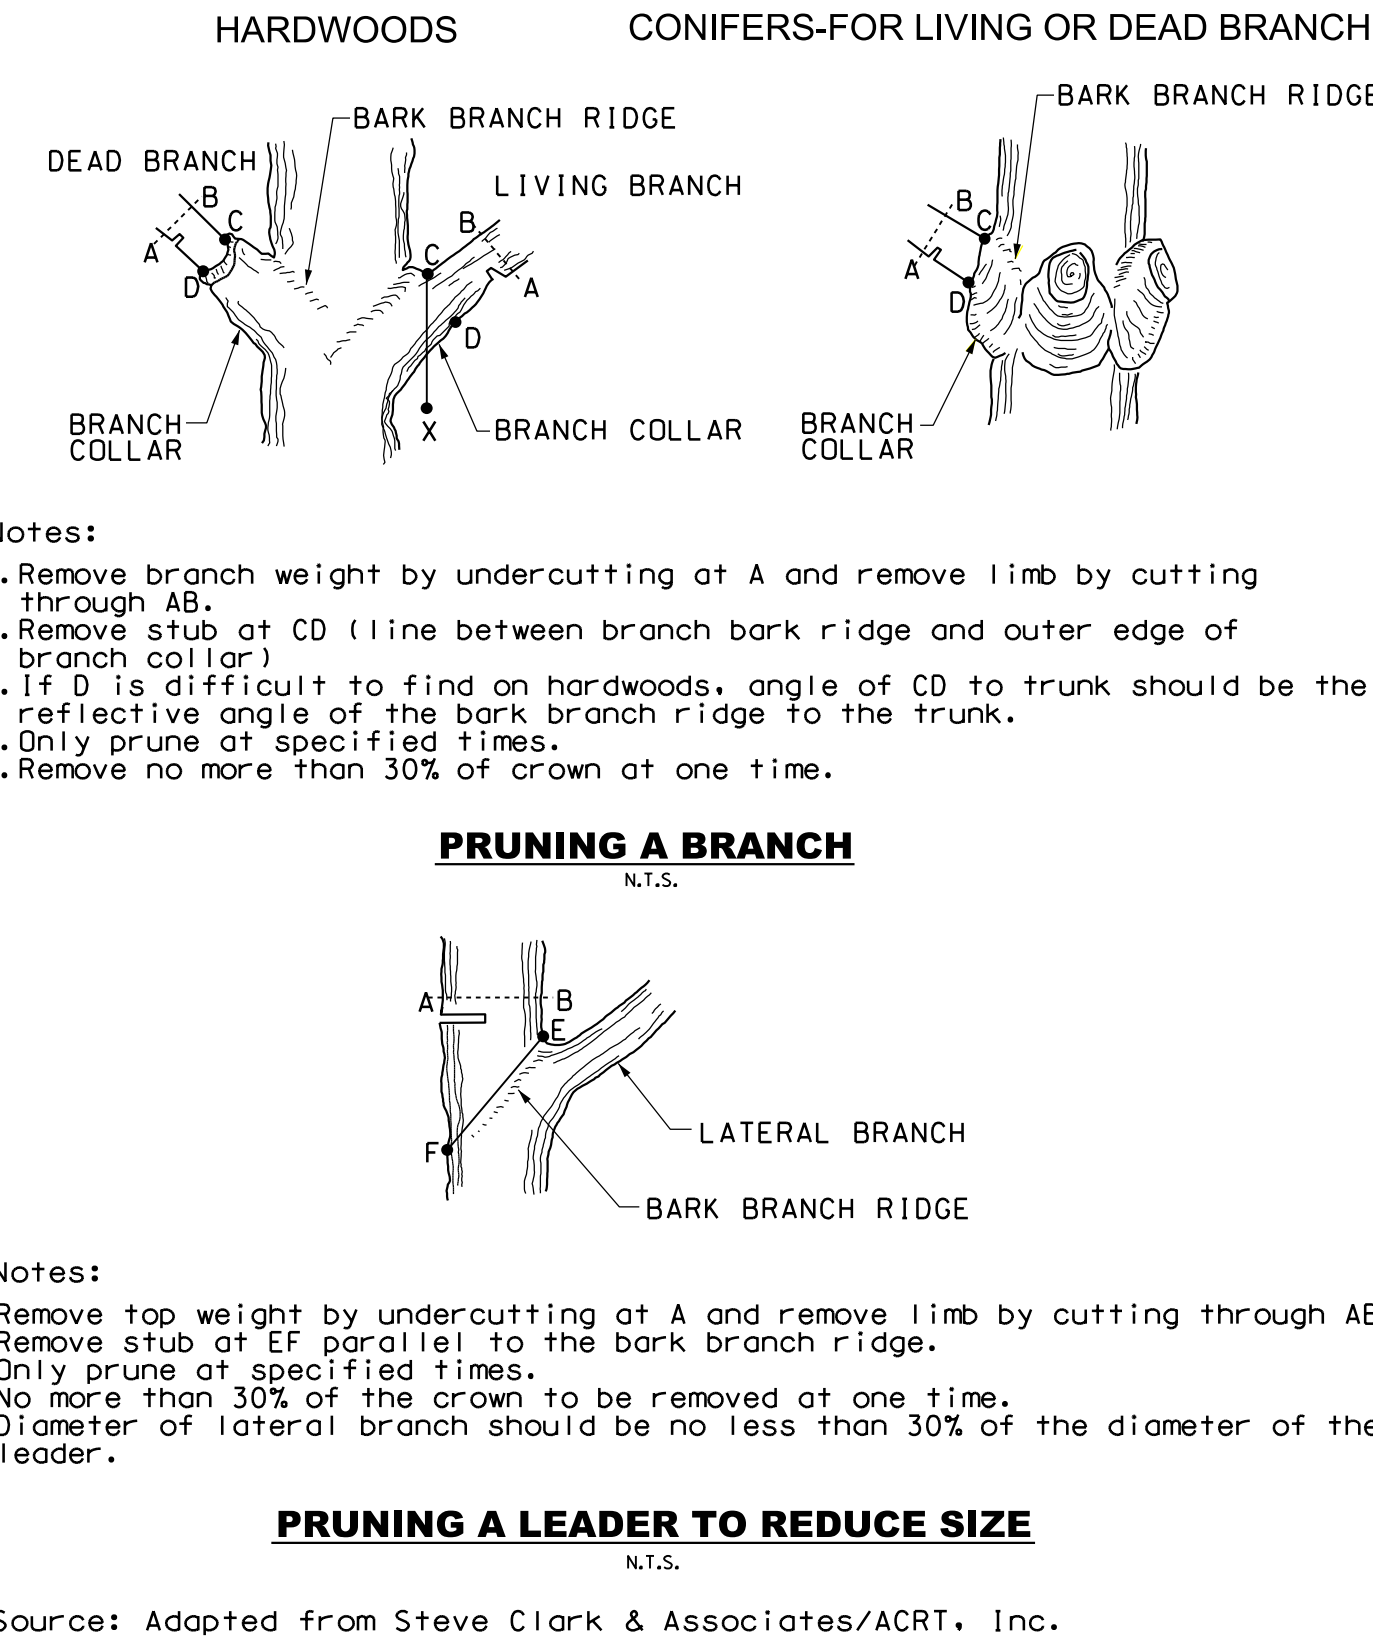 HARDWOODS
CONIFERS-FOR LIVING OR DEAD BRANCH
BARK BRANCH RIDGE
BARK BRANCH RIDGE
DEAD BRANCH
LIVING BRANCH
B
C
A
D
B
C
A
D
X
B
C
A
D
BRANCH
COLLAR
BRANCH COLLAR
BRANCH
COLLAR
Notes:
.Remove branch weight by undercutting at A and remove limb by cutting
through AB.
.Remove stub at CD (line between branch bark ridge and outer edge of
branch collar)
.If D is difficult to find on hardwoods, angle of CD to trunk should be the
reflective angle of the bark branch ridge to the trunk.
.Only prune at specified times.
.Remove no more than 30% of crown at one time.
PRUNING A BRANCH
N.T.S.
A
B
E
F
LATERAL BRANCH
BARK BRANCH RIDGE
Notes:
Remove top weight by undercutting at A and remove limb by cutting through AB
Remove stub at EF parallel to the bark branch ridge.
Only prune at specified times.
No more than 30% of the crown to be removed at one time.
Diameter of lateral branch should be no less than 30% of the diameter of the
leader.
PRUNING A LEADER TO REDUCE SIZE
N.T.S.
Source: Adapted from Steve Clark & Associates/ACRT, Inc.